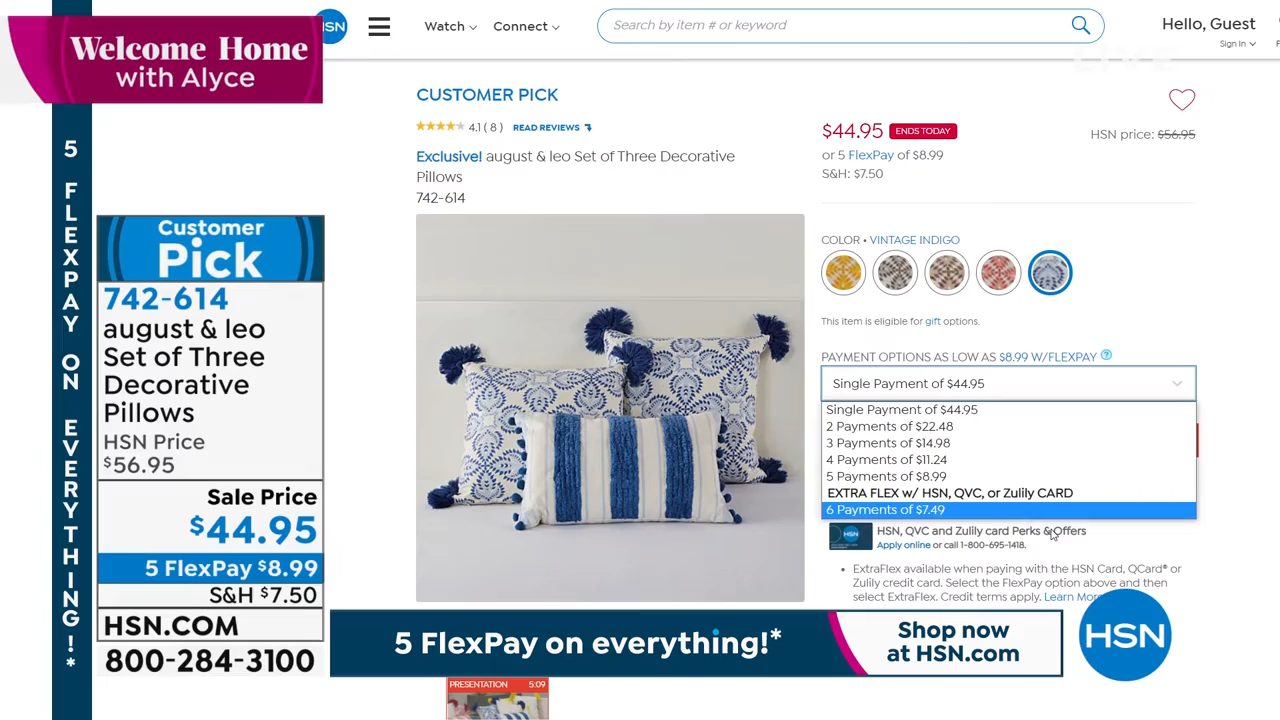 Welcome Home
with Alyce
HSN
Watch
Connect
Search by item # or keyword
Hello, Guest
Sign In
LIVE
5 FLEXPAY ON EVERYTHING!*
Customer
Pick
742-614
august & leo
Set of Three
Decorative
Pillows
HSN Price
$56.95
Sale Price
$44.95
5 FlexPay $8.99
S&H $7.50
HSN.COM
800-284-3100
CUSTOMER PICK
4.1 ( 8 ) READ REVIEWS
Exclusive! august & leo Set of Three Decorative
Pillows
742-614
$44.95 ENDS TODAY
HSN price: $56.95
or 5 FlexPay of $8.99
S&H: $7.50
COLOR • VINTAGE INDIGO
This item is eligible for gift options.
PAYMENT OPTIONS AS LOW AS $8.99 W/FLEXPAY ?
Single Payment of $44.95
Single Payment of $44.95
2 Payments of $22.48
3 Payments of $14.98
4 Payments of $11.24
5 Payments of $8.99
EXTRA FLEX w/ HSN, QVC, or Zulily CARD
6 Payments of $7.49
HSN
HSN, QVC and Zulily card Perks & Offers
Apply online or call 1-800-695-1418.
• ExtraFlex available when paying with the HSN Card, QCard® or
Zulily credit card. Select the FlexPay option above and then
select ExtraFlex. Credit terms apply. Learn More
5 FlexPay on everything!*
Shop now
at HSN.com
HSN
PRESENTATION 5:09